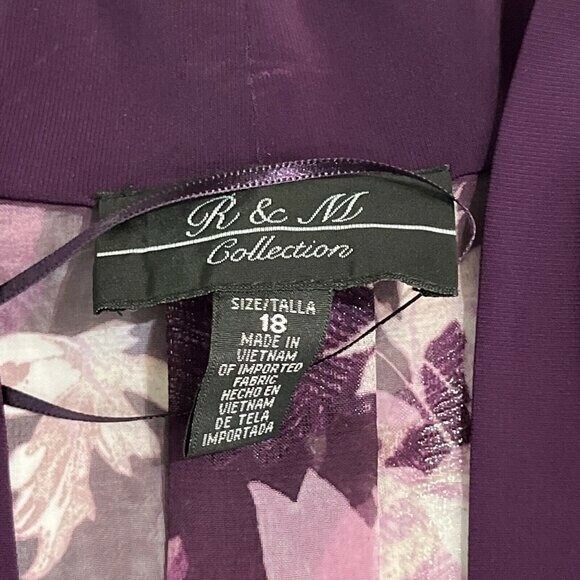 R & M
Collection
SIZE/TALLA
18
MADE IN
VIETNAM
OF IMPORTED
FABRIC
HECHO EN
VIETNAM
DE TELA
IMPORTADA